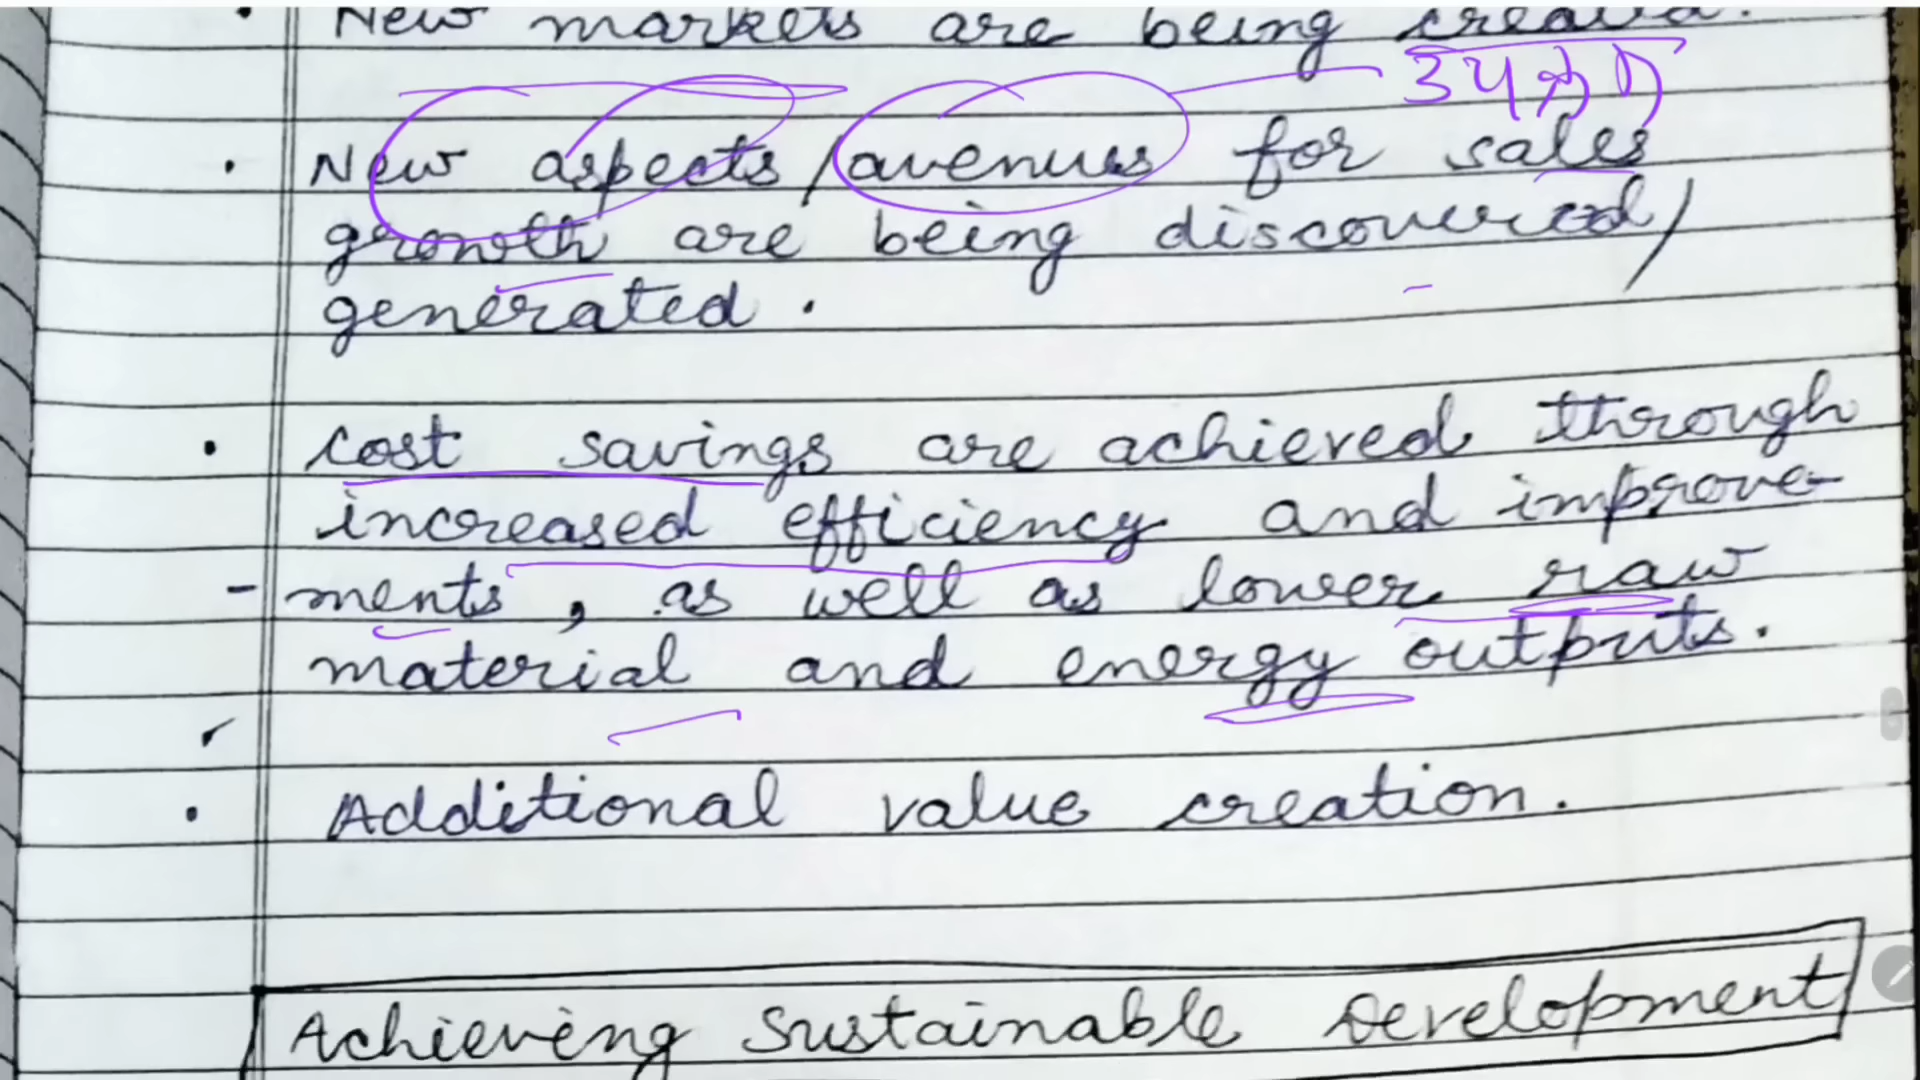 • New markets are being created.
• New aspects/avenues for sales
growth are being discovered/
generated.
• cost savings are achieved through
increased efficiency and improve-
- ments, as well as lower raw
material and energy outputs.
• Additional value creation.
Achieving Sustainable Development